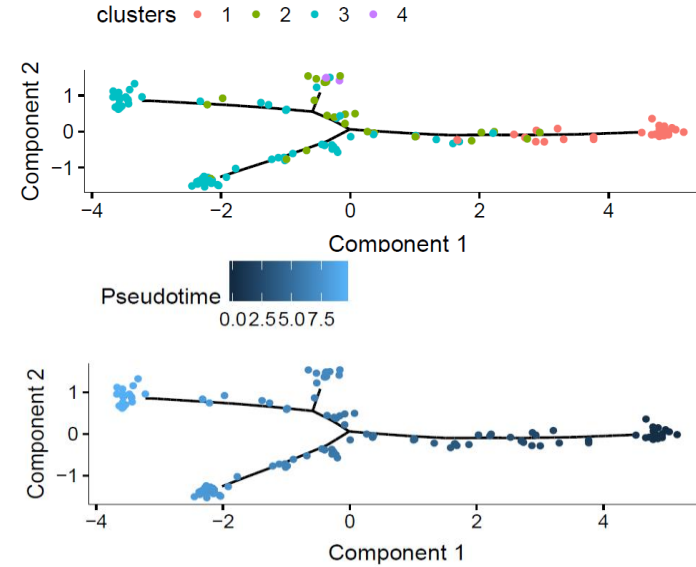 clusters 1 2 3 4
Component 2
1
0
−1
−4 −2 0 2 4
Component 1
Pseudotime
0.02.55.07.5
Component 2
1
0
−1
−4 −2 0 2 4
Component 1